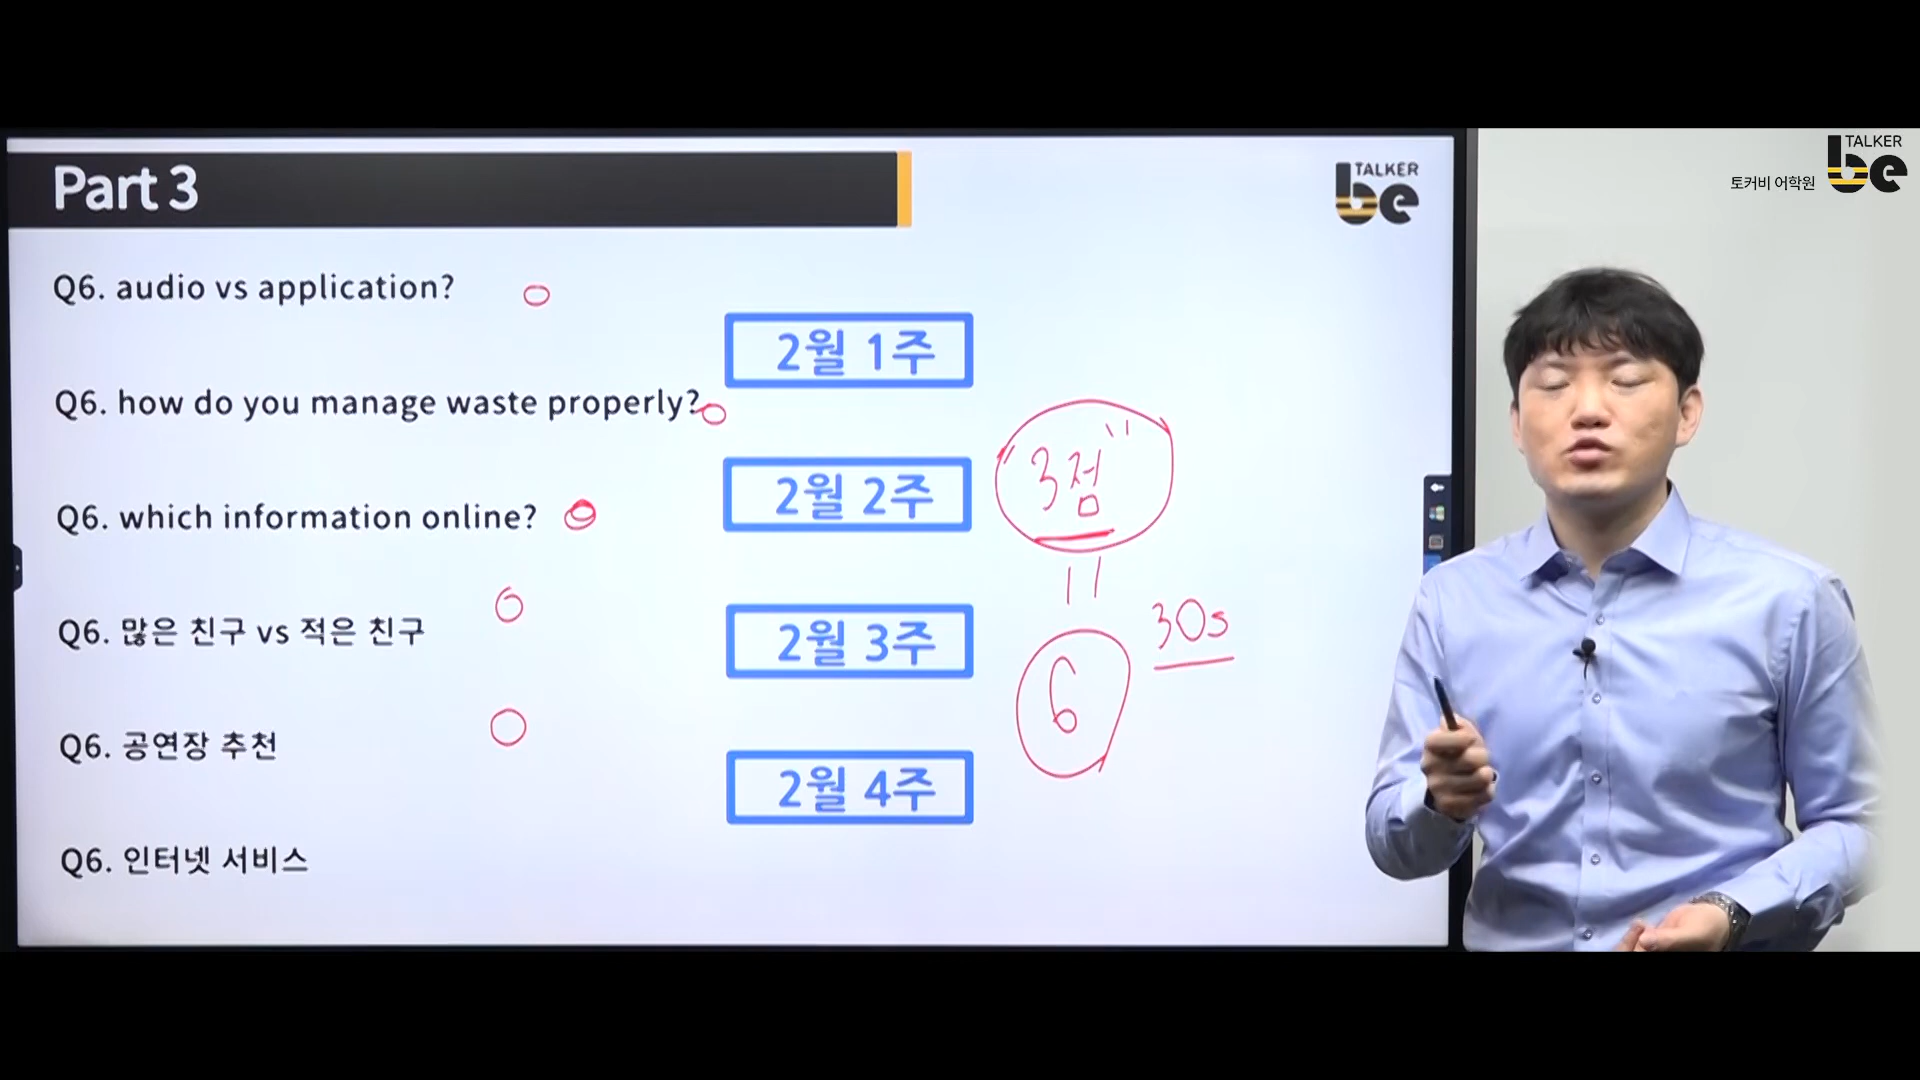 Part 3
TALKER
be
토커비 어학원
TALKER
be
Q6. audio vs application?
2월 1주
Q6. how do you manage waste properly?
2월 2주
"3점"
Q6. which information online?
30s
Q6. 많은 친구 vs 적은 친구
2월 3주
6
Q6. 공연장 추천
2월 4주
Q6. 인터넷 서비스